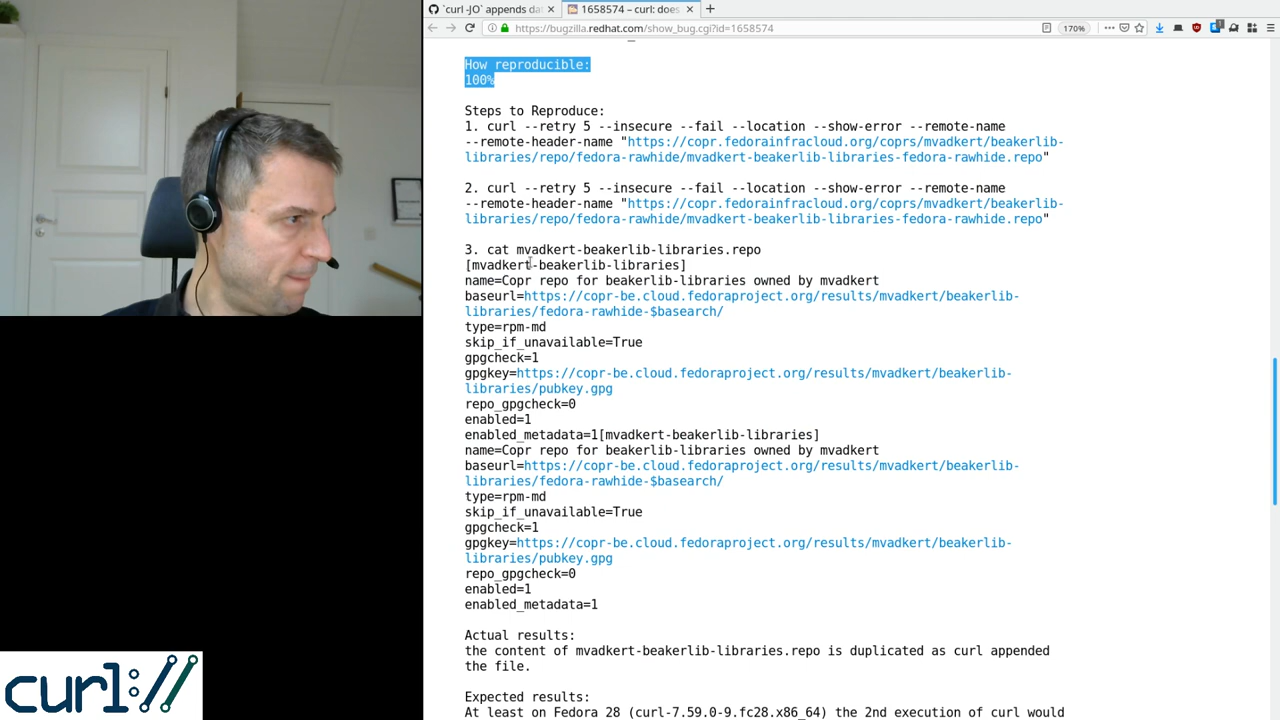 `curl -JO` appends da
1658574 – curl: does
https://bugzilla.redhat.com/show_bug.cgi?id=1658574
170%
How reproducible:
100%
Steps to Reproduce:
1. curl --retry 5 --insecure --fail --location --show-error --remote-name
--remote-header-name "https://copr.fedorainfracloud.org/coprs/mvadkert/beakerlib-
libraries/repo/fedora-rawhide/mvadkert-beakerlib-libraries-fedora-rawhide.repo"
2. curl --retry 5 --insecure --fail --location --show-error --remote-name
--remote-header-name "https://copr.fedorainfracloud.org/coprs/mvadkert/beakerlib-
libraries/repo/fedora-rawhide/mvadkert-beakerlib-libraries-fedora-rawhide.repo"
3. cat mvadkert-beakerlib-libraries.repo
[mvadkert-beakerlib-libraries]
name=Copr repo for beakerlib-libraries owned by mvadkert
baseurl=https://copr-be.cloud.fedoraproject.org/results/mvadkert/beakerlib-
libraries/fedora-rawhide-$basearch/
type=rpm-md
skip_if_unavailable=True
gpgcheck=1
gpgkey=https://copr-be.cloud.fedoraproject.org/results/mvadkert/beakerlib-
libraries/pubkey.gpg
repo_gpgcheck=0
enabled=1
enabled_metadata=1[mvadkert-beakerlib-libraries]
name=Copr repo for beakerlib-libraries owned by mvadkert
baseurl=https://copr-be.cloud.fedoraproject.org/results/mvadkert/beakerlib-
libraries/fedora-rawhide-$basearch/
type=rpm-md
skip_if_unavailable=True
gpgcheck=1
gpgkey=https://copr-be.cloud.fedoraproject.org/results/mvadkert/beakerlib-
libraries/pubkey.gpg
repo_gpgcheck=0
enabled=1
enabled_metadata=1
Actual results:
the content of mvadkert-beakerlib-libraries.repo is duplicated as curl appended
the file.
Expected results:
At least on Fedora 28 (curl-7.59.0-9.fc28.x86_64) the 2nd execution of curl would
curl://